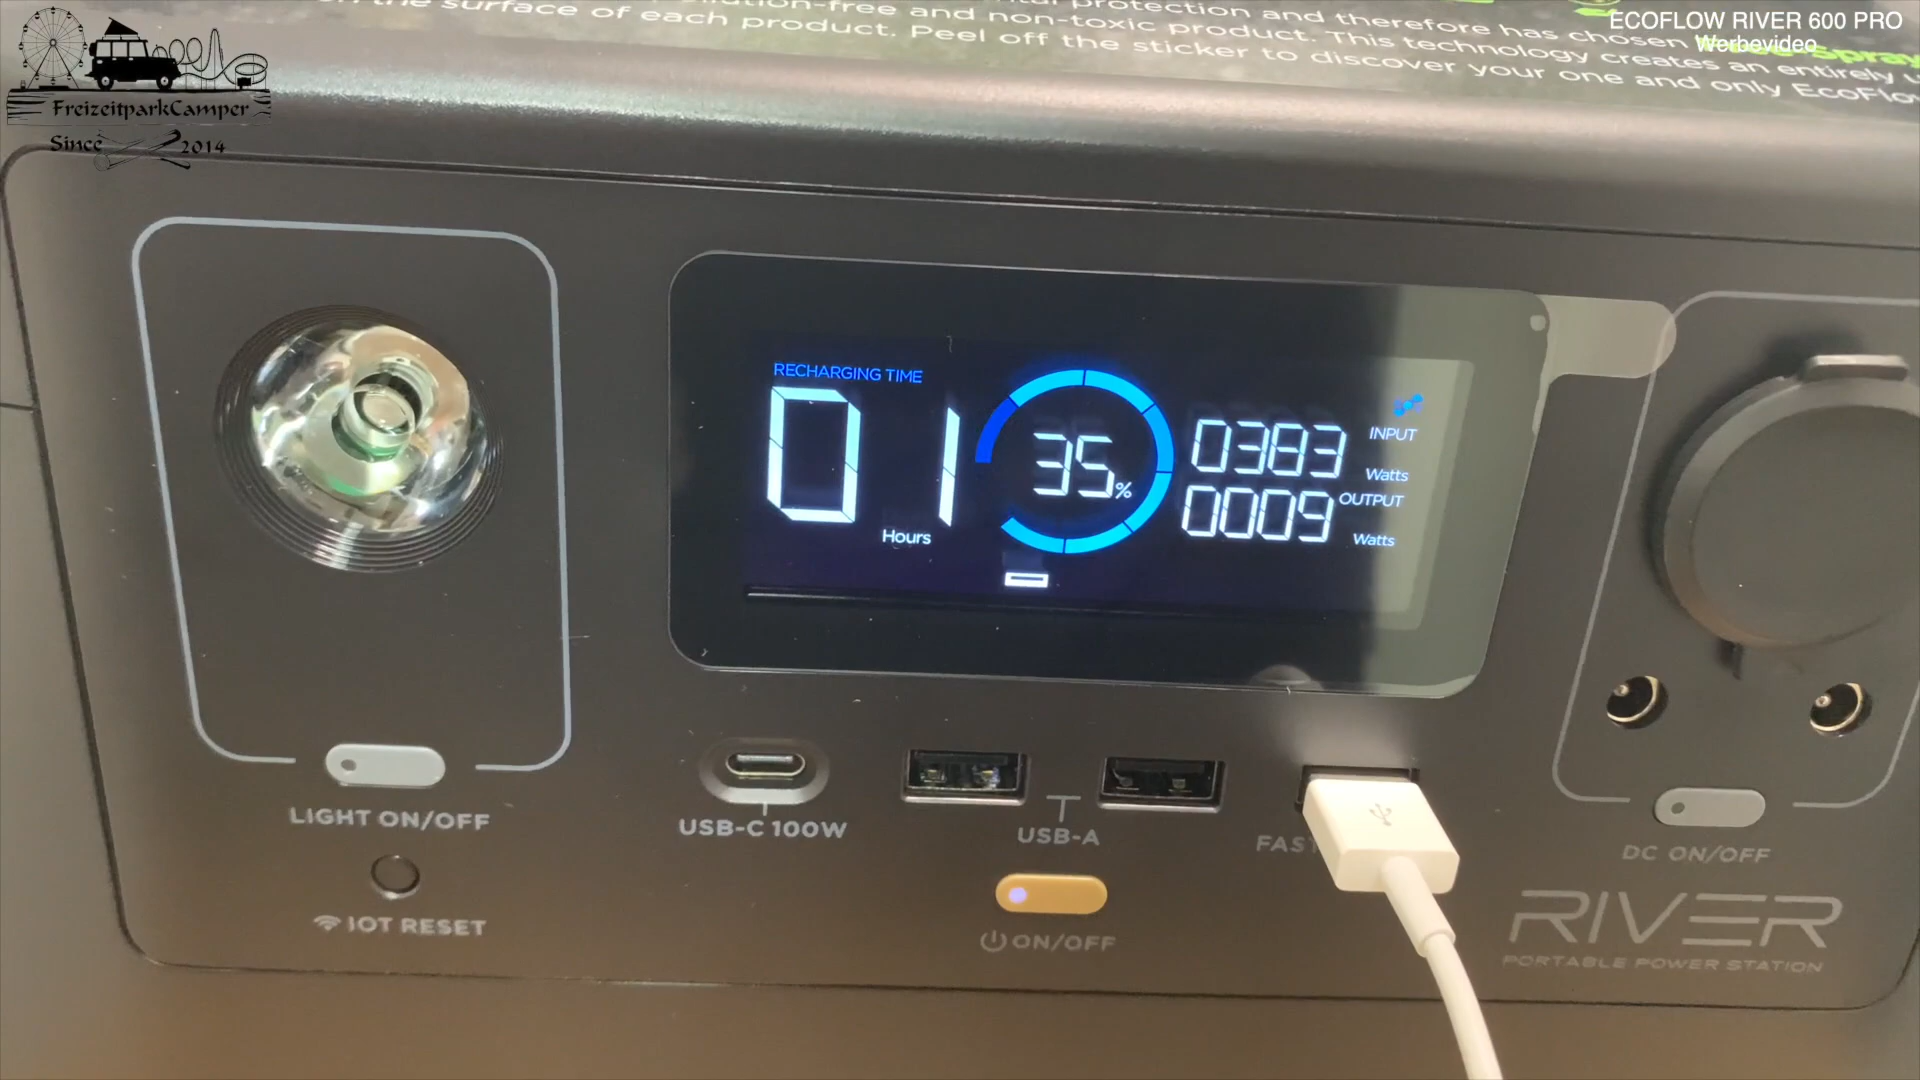 ECOFLOW RIVER 600 PRO
Werbevideo
protection and therefore has chosen
the surface of each and non-toxic product. This technology creates an entirely
product. Peel off the sticker to discover your one and only EcoFlow
FreizeitparkCamper
Since 2014
RECHARGING TIME
01
Hours
35%
0383
INPUT
Watts
0009
OUTPUT
Watts
LIGHT ON/OFF
IOT RESET
USB-C 100W
USB-A
FAST
ON/OFF
DC ON/OFF
RIVER
PORTABLE POWER STATION